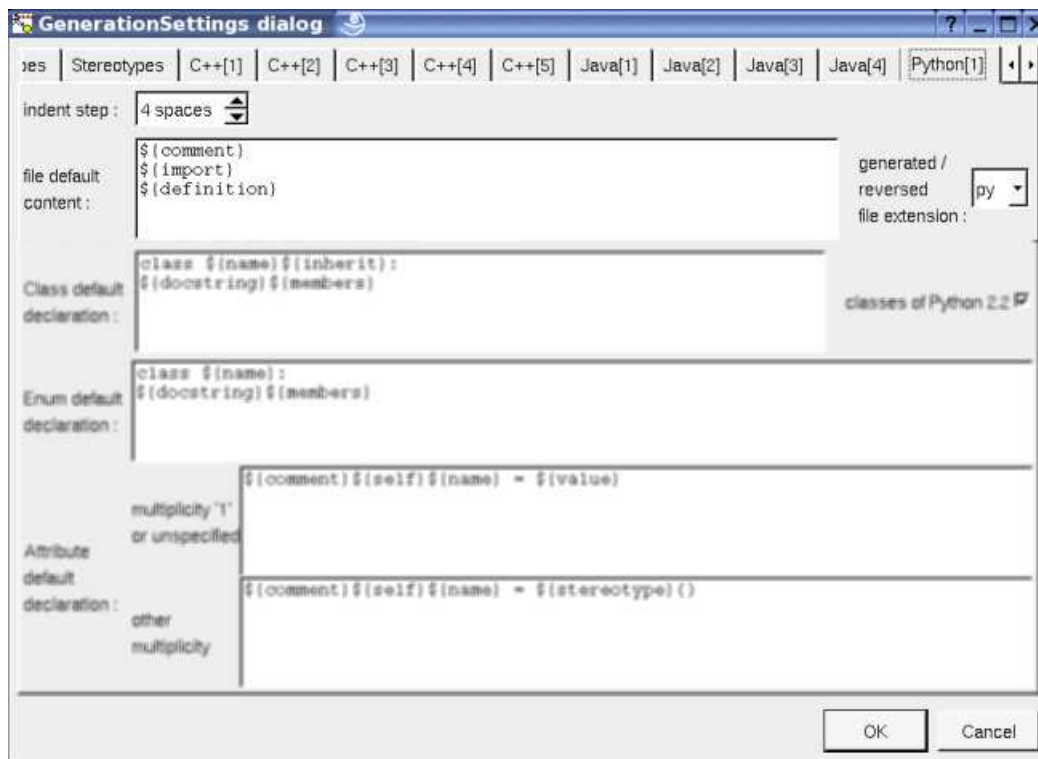 GenerationSettings dialog
pes Stereotypes C++[1] C++[2] C++[3] C++[4] C++[5] Java[1] Java[2] Java[3] Java[4] Python[1]
indent step : 4 spaces
file default
content :
${comment}
${import}
${definition}
generated /
reversed
file extension :
py
Class default
declaration :
class ${name}${inherit}:
${docstring}${members}
classes of Python 2.2
Enum default
declaration :
class ${name}:
${docstring}${members}
Attribute
default
declaration :
multiplicity '1'
or unspecified
${comment}${self}${name} = ${value}
other
multiplicity
${comment}${self}${name} = ${stereotype}()
OK Cancel